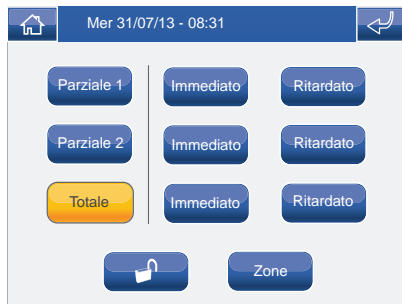 Mer 31/07/13 - 08:31
Parziale 1 Immediato Ritardato
Parziale 2 Immediato Ritardato
Totale Immediato Ritardato
Zone